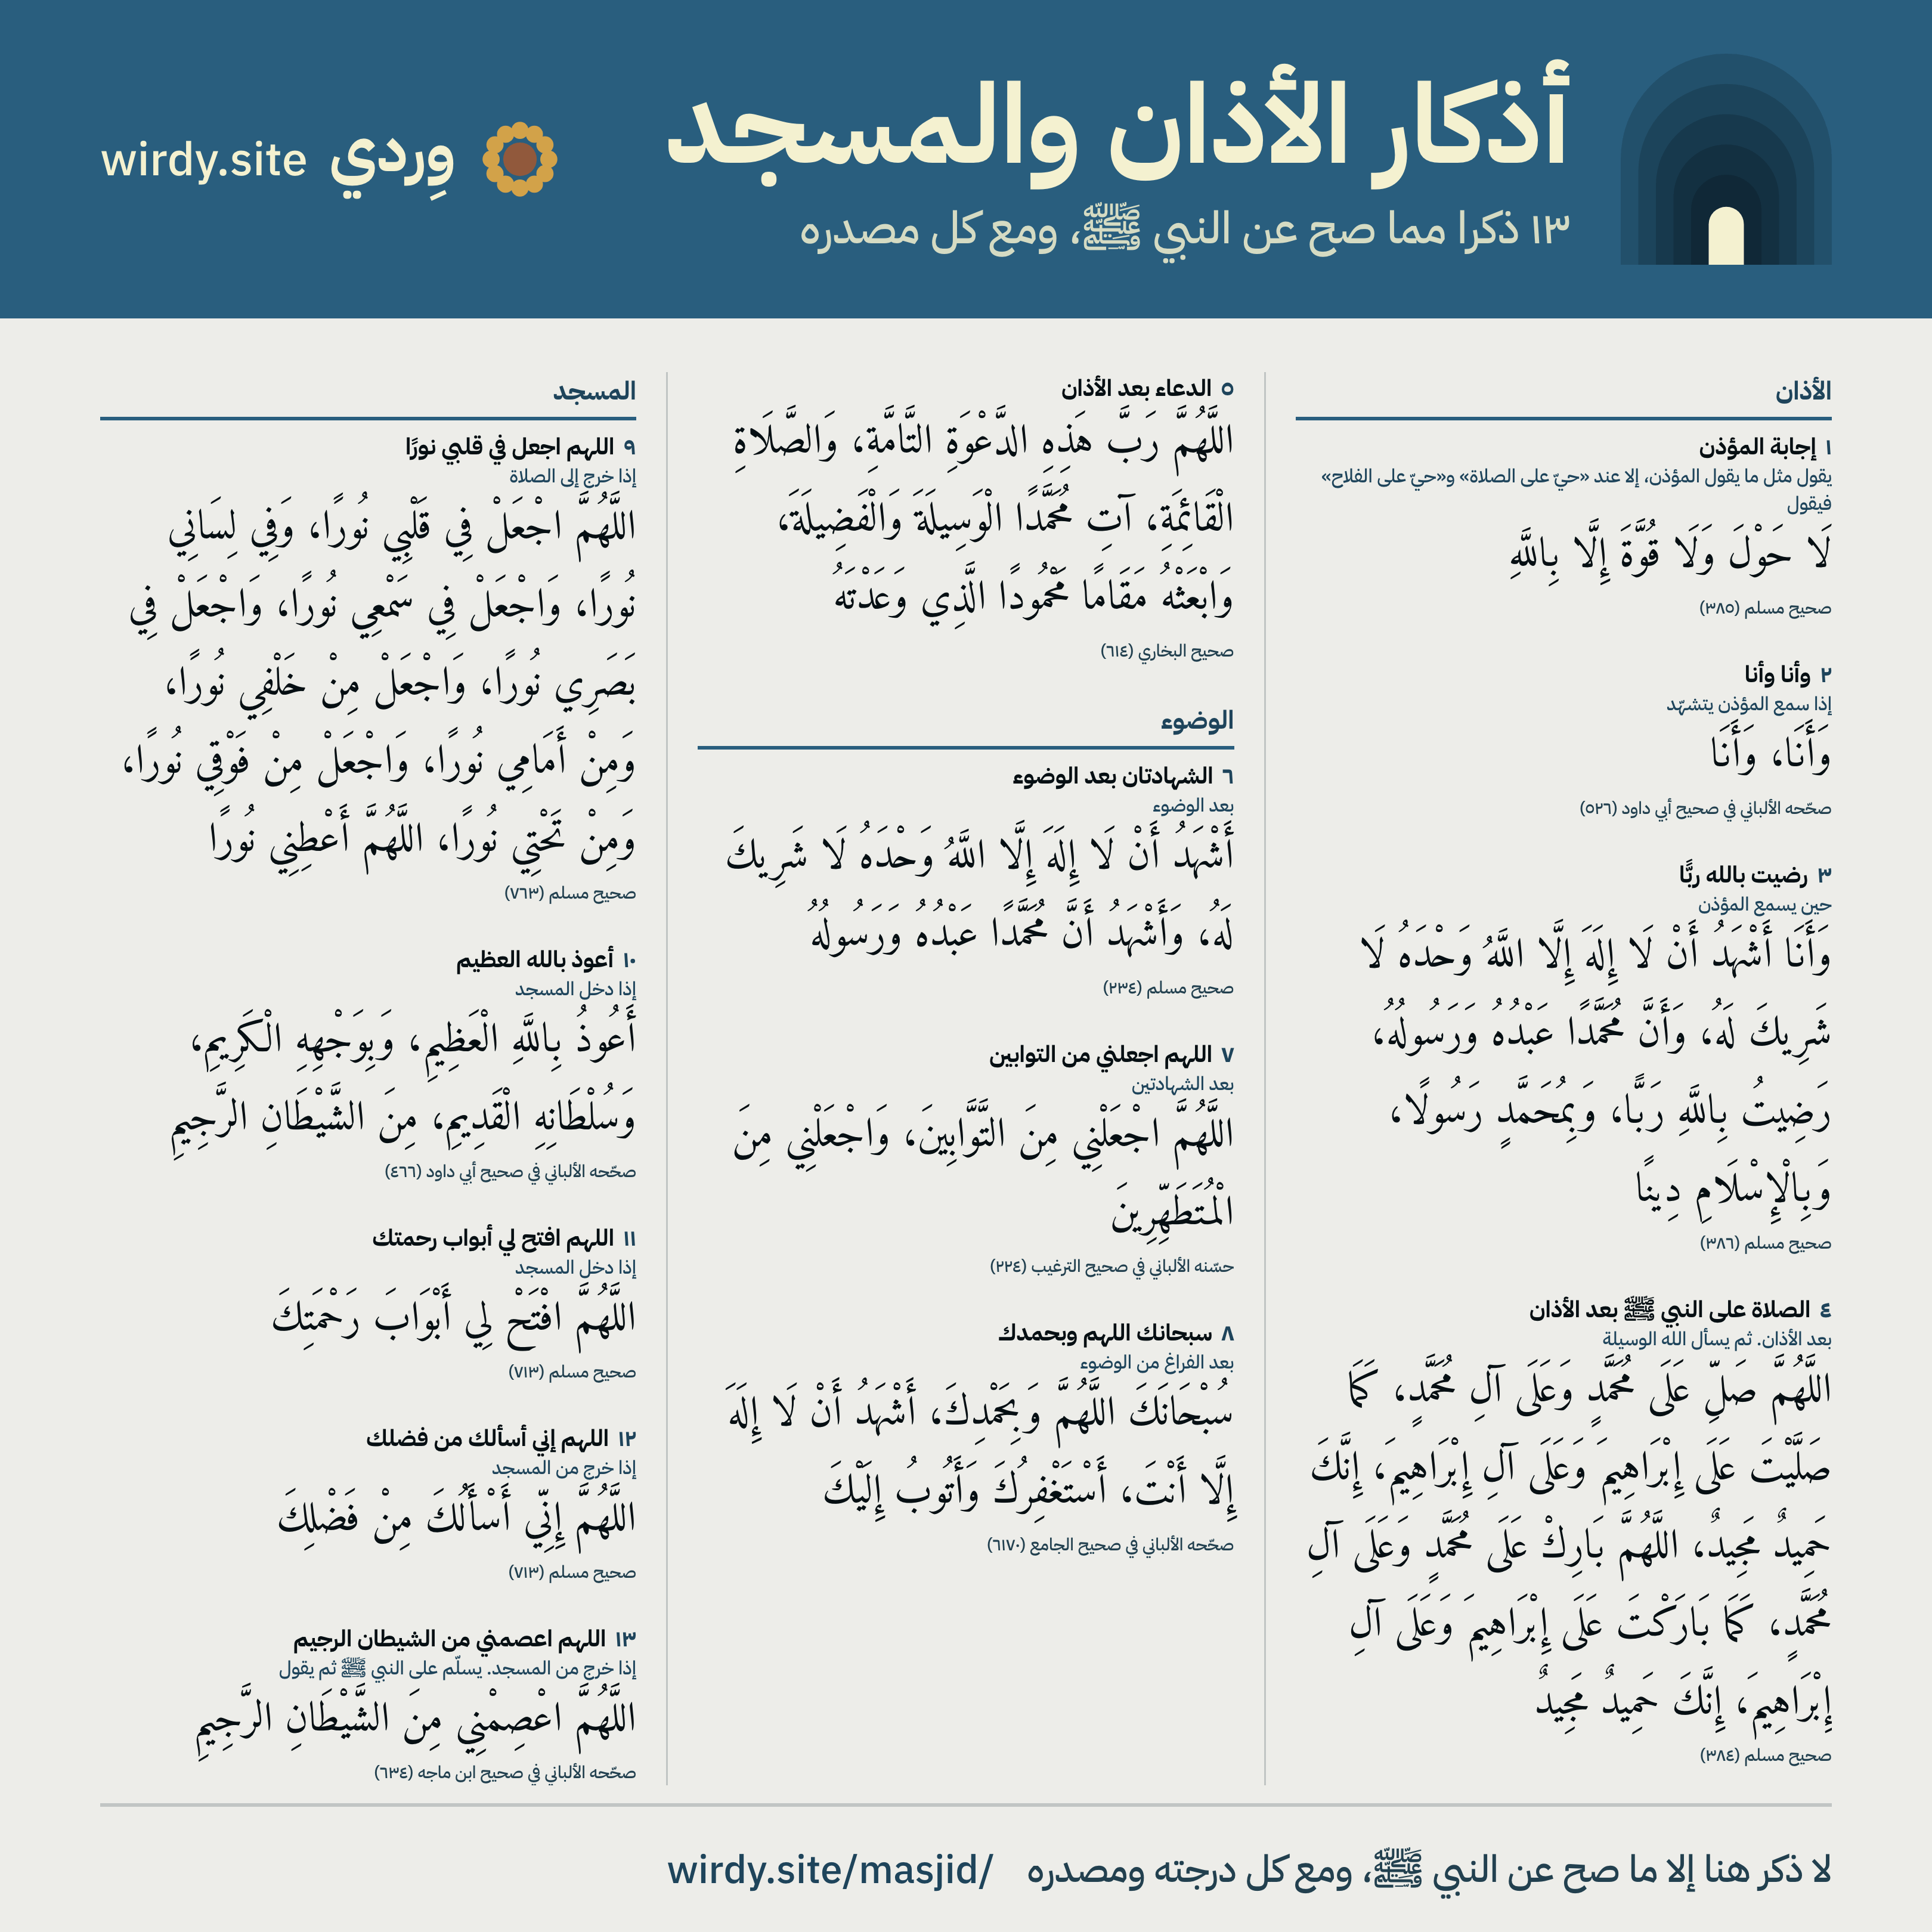 أذكار الأذان والمسجد
١٣ ذكرا مما صح عن النبي ﷺ، ومع كل مصدره
وِردي wirdy.site
الأذان
١ إجابة المؤذن
يقول مثل ما يقول المؤذن، إلا عند «حيّ على الصلاة» و«حيّ على الفلاح»
فيقول
لَا حَوْلَ وَلَا قُوَّةَ إِلَّا بِاللَّهِ
صحيح مسلم (٣٨٥)
٢ وأنا وأنا
إذا سمع المؤذن يتشهّد
وَأَنَا، وَأَنَا
صحّحه الألباني في صحيح أبي داود (٥٢٦)
٣ رضيت بالله ربًّا
حين يسمع المؤذن
وَأَنَا أَشْهَدُ أَنْ لَا إِلَهَ إِلَّا اللَّهُ وَحْدَهُ لَا
شَرِيكَ لَهُ، وَأَنَّ مُحَمَّدًا عَبْدُهُ وَرَسُولُهُ،
رَضِيتُ بِاللَّهِ رَبًّا، وَبِمُحَمَّدٍ رَسُولًا،
وَبِالْإِسْلَامِ دِينًا
صحيح مسلم (٣٨٦)
٤ الصلاة على النبي ﷺ بعد الأذان
بعد الأذان. ثم يسأل الله الوسيلة
اللَّهُمَّ صَلِّ عَلَى مُحَمَّدٍ وَعَلَى آلِ مُحَمَّدٍ، كَمَا
صَلَّيْتَ عَلَى إِبْرَاهِيمَ وَعَلَى آلِ إِبْرَاهِيمَ، إِنَّكَ
حَمِيدٌ مَجِيدٌ، اللَّهُمَّ بَارِكْ عَلَى مُحَمَّدٍ وَعَلَى آلِ
مُحَمَّدٍ، كَمَا بَارَكْتَ عَلَى إِبْرَاهِيمَ وَعَلَى آلِ
إِبْرَاهِيمَ، إِنَّكَ حَمِيدٌ مَجِيدٌ
صحيح مسلم (٣٨٤)
٥ الدعاء بعد الأذان
اللَّهُمَّ رَبَّ هَذِهِ الدَّعْوَةِ التَّامَّةِ، وَالصَّلَاةِ
الْقَائِمَةِ، آتِ مُحَمَّدًا الْوَسِيلَةَ وَالْفَضِيلَةَ،
وَابْعَثْهُ مَقَامًا مَحْمُودًا الَّذِي وَعَدْتَهُ
صحيح البخاري (٦١٤)
الوضوء
٦ الشهادتان بعد الوضوء
بعد الوضوء
أَشْهَدُ أَنْ لَا إِلَهَ إِلَّا اللَّهُ وَحْدَهُ لَا شَرِيكَ
لَهُ، وَأَشْهَدُ أَنَّ مُحَمَّدًا عَبْدُهُ وَرَسُولُهُ
صحيح مسلم (٢٣٤)
٧ اللهم اجعلني من التوابين
بعد الشهادتين
اللَّهُمَّ اجْعَلْنِي مِنَ التَّوَّابِينَ، وَاجْعَلْنِي مِنَ
الْمُتَطَهِّرِينَ
حسّنه الألباني في صحيح الترغيب (٢٢٤)
٨ سبحانك اللهم وبحمدك
بعد الفراغ من الوضوء
سُبْحَانَكَ اللَّهُمَّ وَبِحَمْدِكَ، أَشْهَدُ أَنْ لَا إِلَهَ
إِلَّا أَنْتَ، أَسْتَغْفِرُكَ وَأَتُوبُ إِلَيْكَ
صحّحه الألباني في صحيح الجامع (٦١٧٠)
المسجد
٩ اللهم اجعل في قلبي نورًا
إذا خرج إلى الصلاة
اللَّهُمَّ اجْعَلْ فِي قَلْبِي نُورًا، وَفِي لِسَانِي
نُورًا، وَاجْعَلْ فِي سَمْعِي نُورًا، وَاجْعَلْ فِي
بَصَرِي نُورًا، وَاجْعَلْ مِنْ خَلْفِي نُورًا،
وَمِنْ أَمَامِي نُورًا، وَاجْعَلْ مِنْ فَوْقِي نُورًا،
وَمِنْ تَحْتِي نُورًا، اللَّهُمَّ أَعْطِنِي نُورًا
صحيح مسلم (٧٦٣)
١٠ أعوذ بالله العظيم
إذا دخل المسجد
أَعُوذُ بِاللَّهِ الْعَظِيمِ، وَبِوَجْهِهِ الْكَرِيمِ،
وَسُلْطَانِهِ الْقَدِيمِ، مِنَ الشَّيْطَانِ الرَّجِيمِ
صحّحه الألباني في صحيح أبي داود (٤٦٦)
١١ اللهم افتح لي أبواب رحمتك
إذا دخل المسجد
اللَّهُمَّ افْتَحْ لِي أَبْوَابَ رَحْمَتِكَ
صحيح مسلم (٧١٣)
١٢ اللهم إني أسألك من فضلك
إذا خرج من المسجد
اللَّهُمَّ إِنِّي أَسْأَلُكَ مِنْ فَضْلِكَ
صحيح مسلم (٧١٣)
١٣ اللهم اعصمني من الشيطان الرجيم
إذا خرج من المسجد. يسلّم على النبي ﷺ ثم يقول
اللَّهُمَّ اعْصِمْنِي مِنَ الشَّيْطَانِ الرَّجِيمِ
صحّحه الألباني في صحيح ابن ماجه (٦٣٤)
لا ذكر هنا إلا ما صح عن النبي ﷺ، ومع كل درجته ومصدره wirdy.site/masjid/